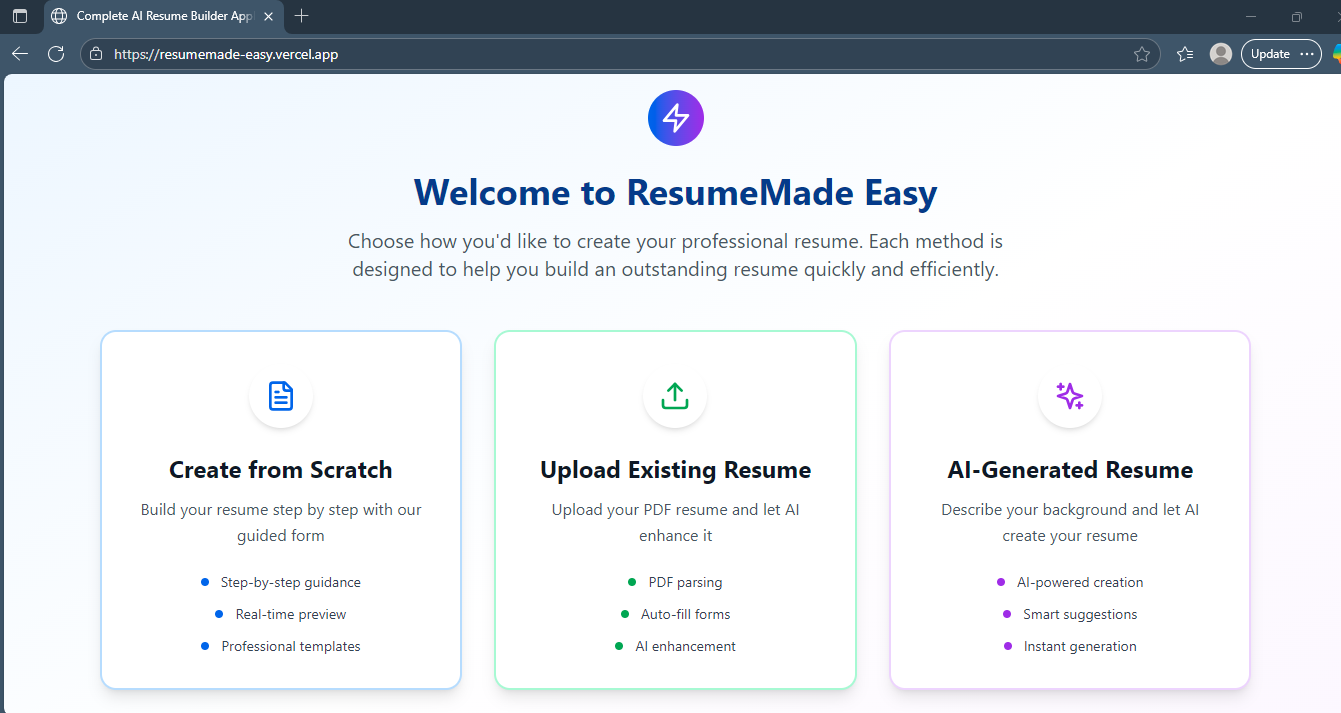 Complete AI Resume Builder App
https://resumemade-easy.vercel.app
Update
Welcome to ResumeMade Easy
Choose how you'd like to create your professional resume. Each method is
designed to help you build an outstanding resume quickly and efficiently.
Create from Scratch
Build your resume step by step with our
guided form
Step-by-step guidance
Real-time preview
Professional templates
Upload Existing Resume
Upload your PDF resume and let AI
enhance it
PDF parsing
Auto-fill forms
AI enhancement
AI-Generated Resume
Describe your background and let AI
create your resume
AI-powered creation
Smart suggestions
Instant generation